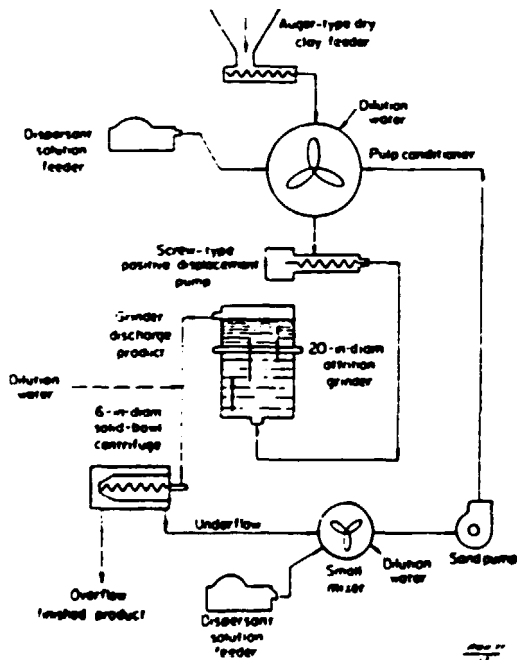 Auger-type dry
clay feeder
Dilution
water
Dispersant
solution
feeder
Pulp conditioner
Screw-type
positive displacement
pump
Grinder
discharge
product
20-in-diam
attrition
grinder
Dilution
water
6-in-diam
solid-bowl
centrifuge
Underflow
Small
mixer
Dilution
water
Sand pump
Overflow
finished product
Dispersant
solution
feeder